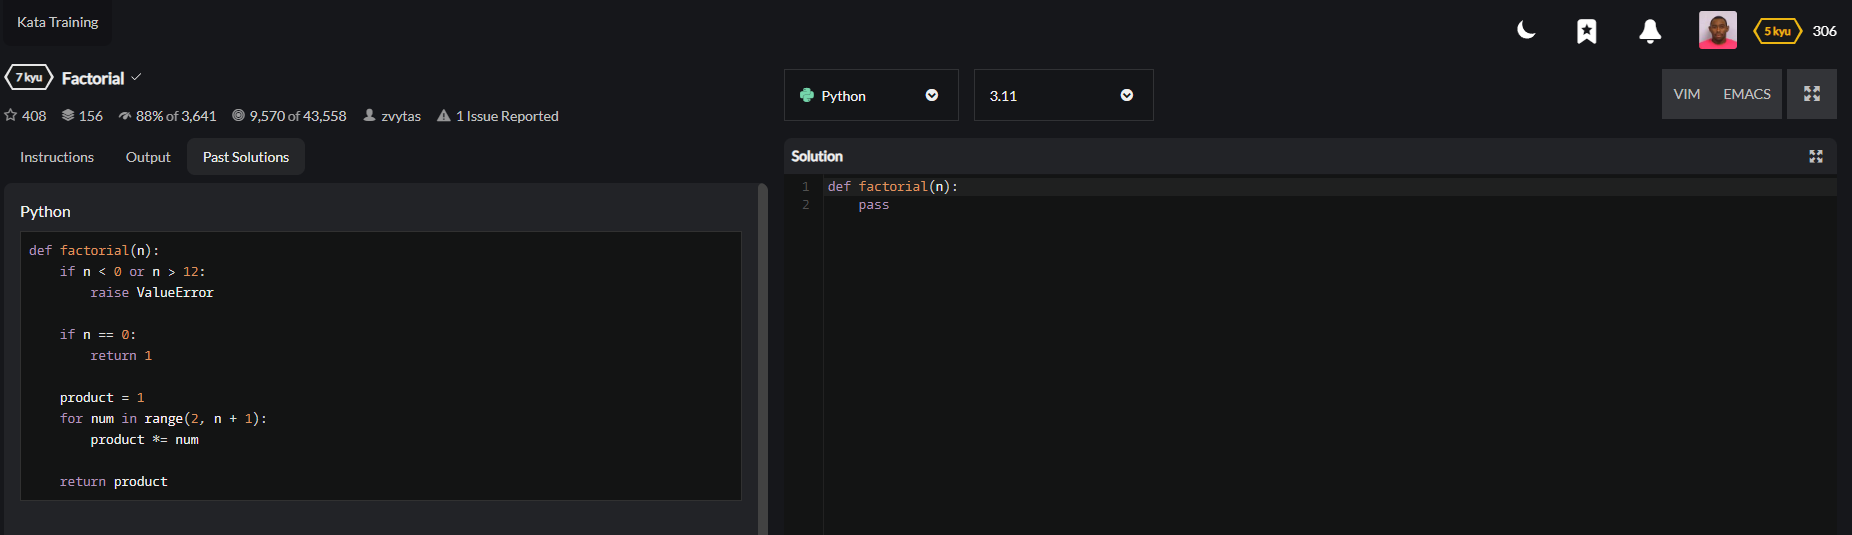 Kata Training
5 kyu 306
7 kyu Factorial
408 156 88% of 3,641 9,570 of 43,558 zvytas 1 Issue Reported
Instructions Output Past Solutions
Python
def factorial(n):
    if n < 0 or n > 12:
        raise ValueError
    if n == 0:
        return 1
    product = 1
    for num in range(2, n + 1):
        product *= num
    return product
Python 3.11 VIM EMACS
Solution
1 def factorial(n):
2     pass